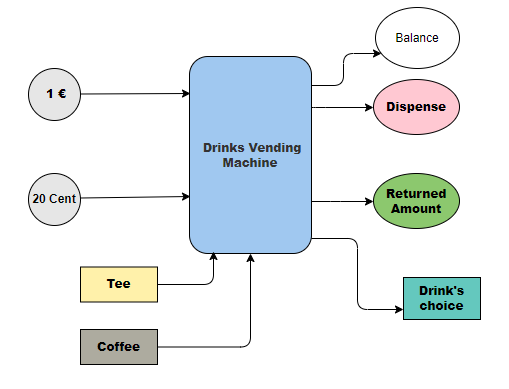 Balance
1 €
Dispense
Drinks Vending
Machine
20 Cent
Returned
Amount
Tee
Drink's
choice
Coffee